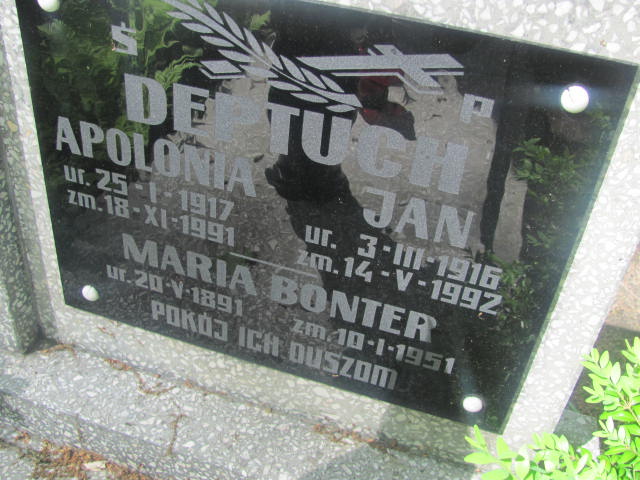 Ś P
DEPTUCH
APOLONIA JAN
ur. 25-I-1917 ur. 3-III-1916
zm. 18-XI-1991 zm. 14-V-1992
MARIA BONTER
ur. 20-V-1891 zm. 10-I-1951
POKÓJ ICH DUSZOM